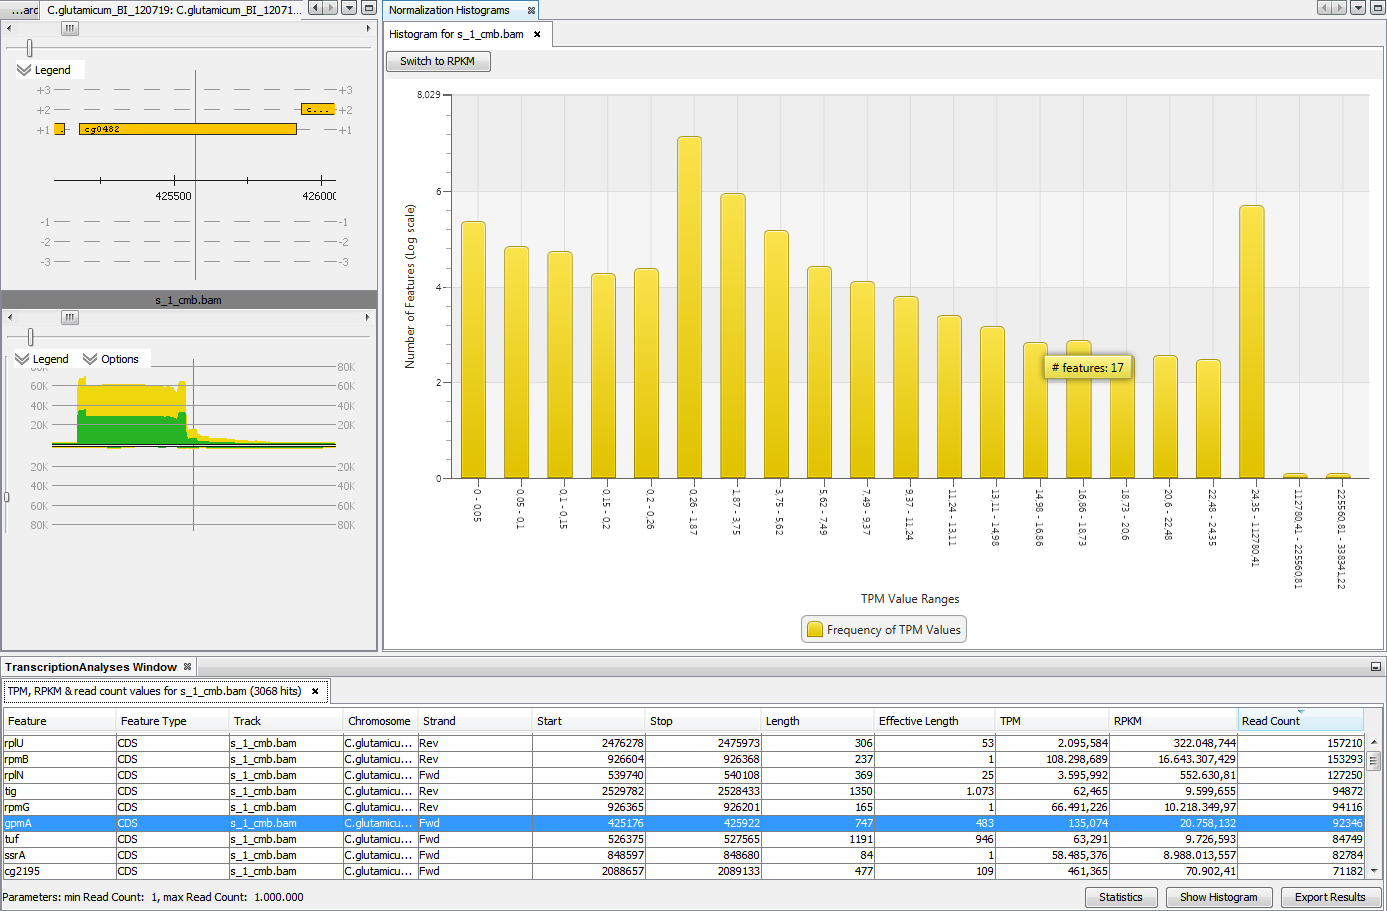 ...ard
C.glutamicum_BI_120719: C.glutamicum_BI_12071...
Legend
+3 +3
+2 c... +2
+1 . cg0482 +1
425500 426000
-1 -1
-2 -2
-3 -3
s_1_cmb.bam
Legend Options
80K 80K
60K 60K
40K 40K
20K 20K
20K 20K
40K 40K
60K 60K
80K 80K
Normalization Histograms
Histogram for s_1_cmb.bam
Switch to RPKM
8,029
6
4
2
0
Number of Features (Log scale)
# features: 17
0 - 0,05
0,05 - 0,1
0,1 - 0,15
0,15 - 0,2
0,2 - 0,26
0,26 - 1,87
1,87 - 3,75
3,75 - 5,62
5,62 - 7,49
7,49 - 9,37
9,37 - 11,24
11,24 - 13,11
13,11 - 14,98
14,98 - 16,86
16,86 - 18,73
18,73 - 20,6
20,6 - 22,48
22,48 - 24,35
24,35 - 112780,41
112780,41 - 225560,81
225560,81 - 338341,22
TPM Value Ranges
Frequency of TPM Values
TranscriptionAnalyses Window
TPM, RPKM & read count values for s_1_cmb.bam (3068 hits)
Feature Feature Type Track Chromosome Strand Start Stop Length Effective Length TPM RPKM Read Count
rplU CDS s_1_cmb.bam C.glutamicu... Rev 2476278 2475973 306 53 2.095,584 322.048,744 157210
rpmB CDS s_1_cmb.bam C.glutamicu... Rev 926604 926368 237 1 108.298,689 16.643.307,429 153293
rplN CDS s_1_cmb.bam C.glutamicu... Fwd 539740 540108 369 25 3.595,992 552.630,81 127250
tig CDS s_1_cmb.bam C.glutamicu... Rev 2529782 2528433 1350 1.073 62,465 9.599,655 94872
rpmG CDS s_1_cmb.bam C.glutamicu... Rev 926365 926201 165 1 66.491,226 10.218.349,97 94116
gpmA CDS s_1_cmb.bam C.glutamicu... Fwd 425176 425922 747 483 135,074 20.758,132 92346
tuf CDS s_1_cmb.bam C.glutamicu... Fwd 526375 527565 1191 946 63,291 9.726,593 84749
ssrA CDS s_1_cmb.bam C.glutamicu... Fwd 848597 848680 84 1 58.485,376 8.988.013,557 82784
cg2195 CDS s_1_cmb.bam C.glutamicu... Fwd 2088657 2089133 477 109 461,365 70.902,41 71182
Parameters: min Read Count: 1, max Read Count: 1.000.000
Statistics Show Histogram Export Results